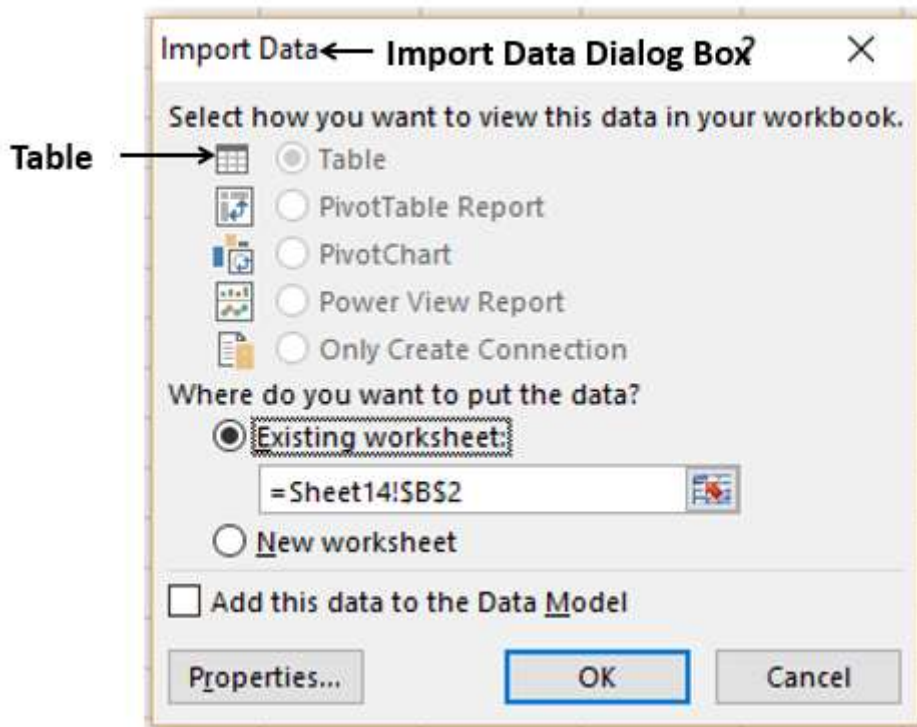 Import Data Import Data Dialog Box ?
Select how you want to view this data in your workbook.
Table Table
PivotTable Report
PivotChart
Power View Report
Only Create Connection
Where do you want to put the data?
Existing worksheet:
=Sheet14!$B$2
New worksheet
Add this data to the Data Model
Properties... OK Cancel